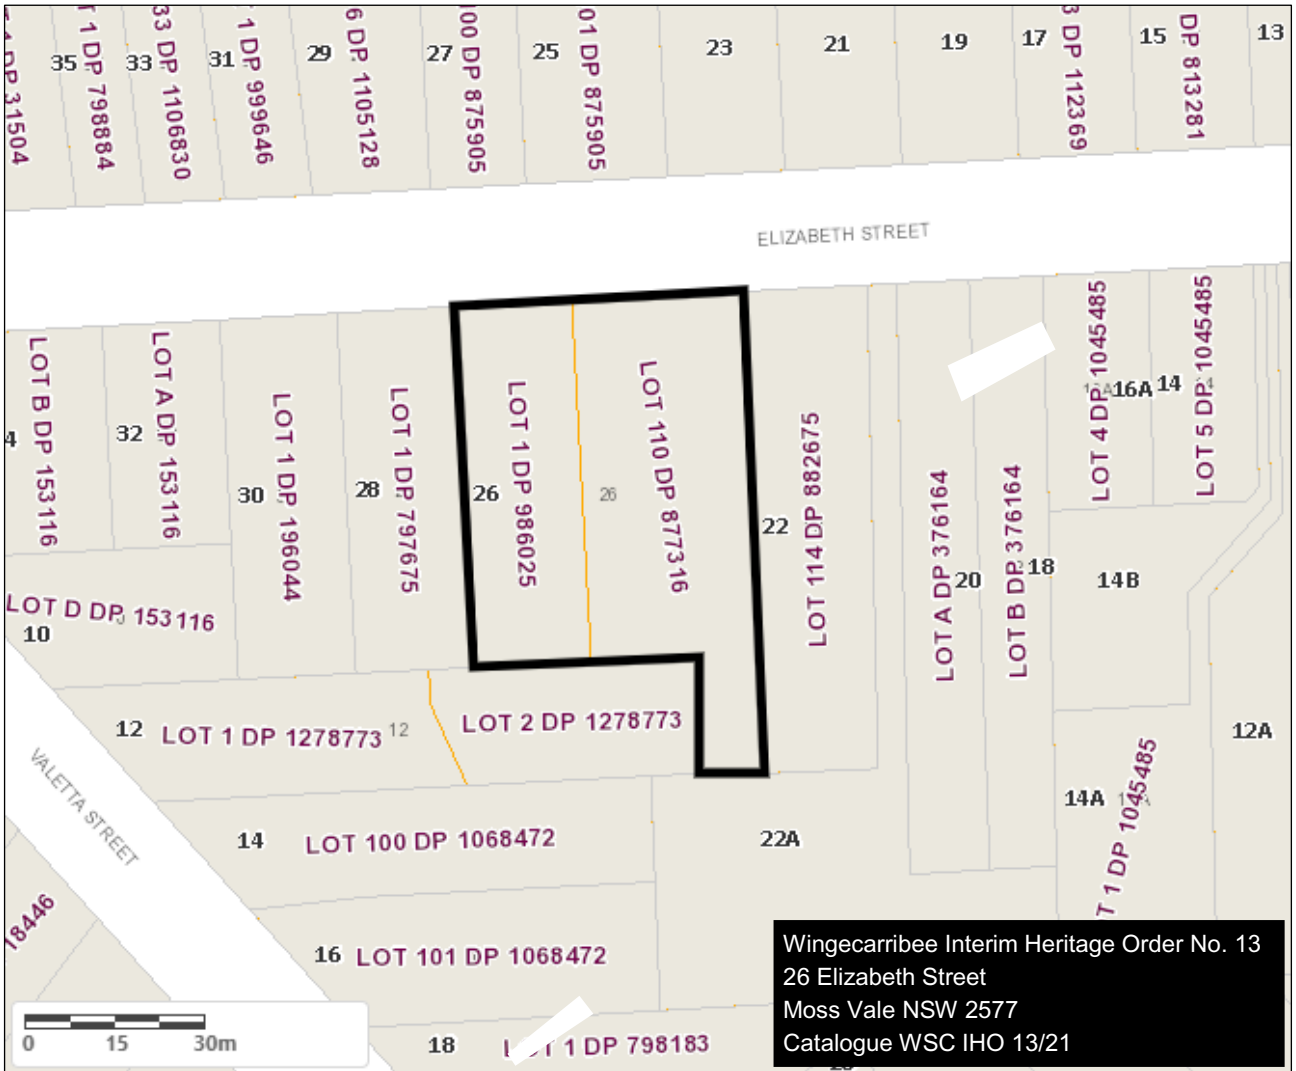 35
33
31
29
27
25
23
21
19
17
15
13
T 1 DP 31504
T 1 DP 798884
33 DP 1106830
T 1 DP 999646
6 DP 1105128
100 DP 875905
01 DP 875905
3 DP 112369
DP 813281
ELIZABETH STREET
4
LOT B DP 153116
32
LOT A DP 153116
30
LOT 1 DP 196044
28
LOT 1 DP 797675
26
LOT 1 DP 986025
26
LOT 110 DP 877316
22
LOT 114 DP 882675
LOT A DP 376164
20
LOT B DP 376164
18
LOT 4 DP 1045485
16A
14
LOT 5 DP 1045485
14B
LOT D DP 153116
10
12
LOT 1 DP 1278773
12
LOT 2 DP 1278773
12A
VALETTA STREET
14
LOT 100 DP 1068472
22A
14A
T 1 DP 1045485
18446
16
LOT 101 DP 1068472
18
LOT 1 DP 798183
0 15 30m
Wingecarribee Interim Heritage Order No. 13
26 Elizabeth Street
Moss Vale NSW 2577
Catalogue WSC IHO 13/21